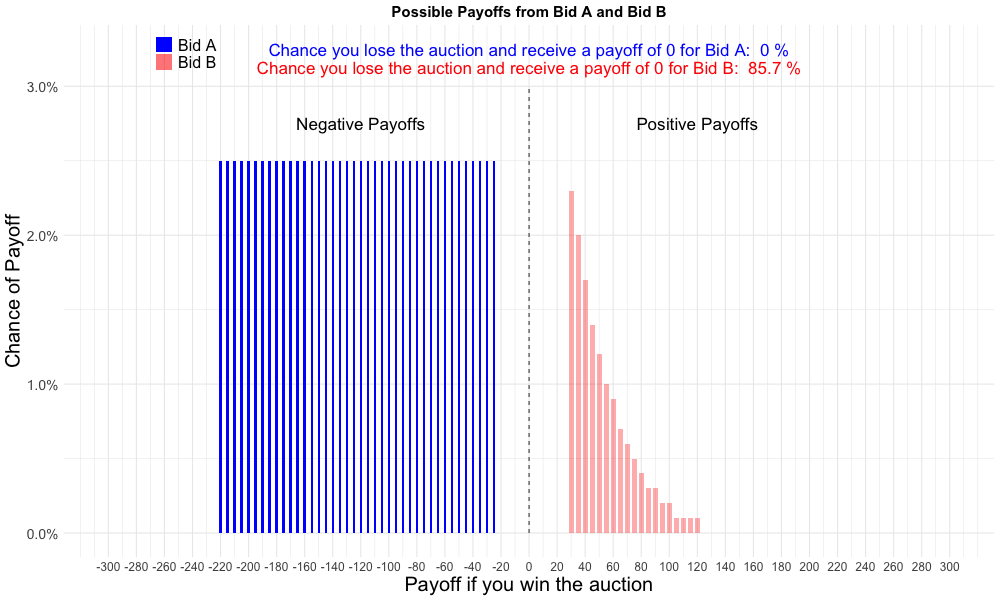 Possible Payoffs from Bid A and Bid B
Bid A
Bid B
Chance you lose the auction and receive a payoff of 0 for Bid A:  0 %
Chance you lose the auction and receive a payoff of 0 for Bid B:  85.7 %
Negative Payoffs
Positive Payoffs
Chance of Payoff
3.0%
2.0%
1.0%
0.0%
-300 -280 -260 -240 -220 -200 -180 -160 -140 -120 -100 -80 -60 -40 -20 0 20 40 60 80 100 120 140 160 180 200 220 240 260 280 300
Payoff if you win the auction